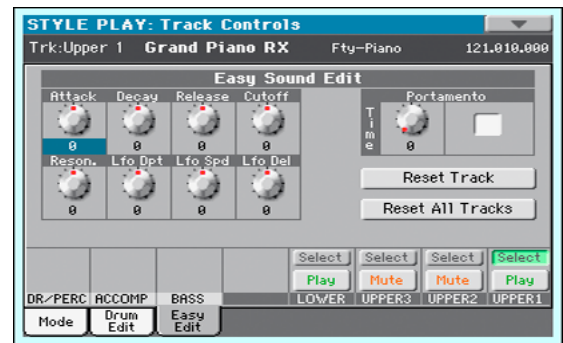 STYLE PLAY: Track Controls
Trk:Upper 1 Grand Piano RX Fty-Piano 121.010.000
Easy Sound Edit
Attack Decay Release Cutoff Portamento
Time
0 0 0 0 0
Reson. Lfo Dpt Lfo Spd Lfo Del
0 0 0 0
Reset Track
Reset All Tracks
Select Select Select Select
Play Mute Mute Play
DR/PERC ACCOMP BASS LOWER UPPER3 UPPER2 UPPER1
Mode Drum Edit Easy Edit